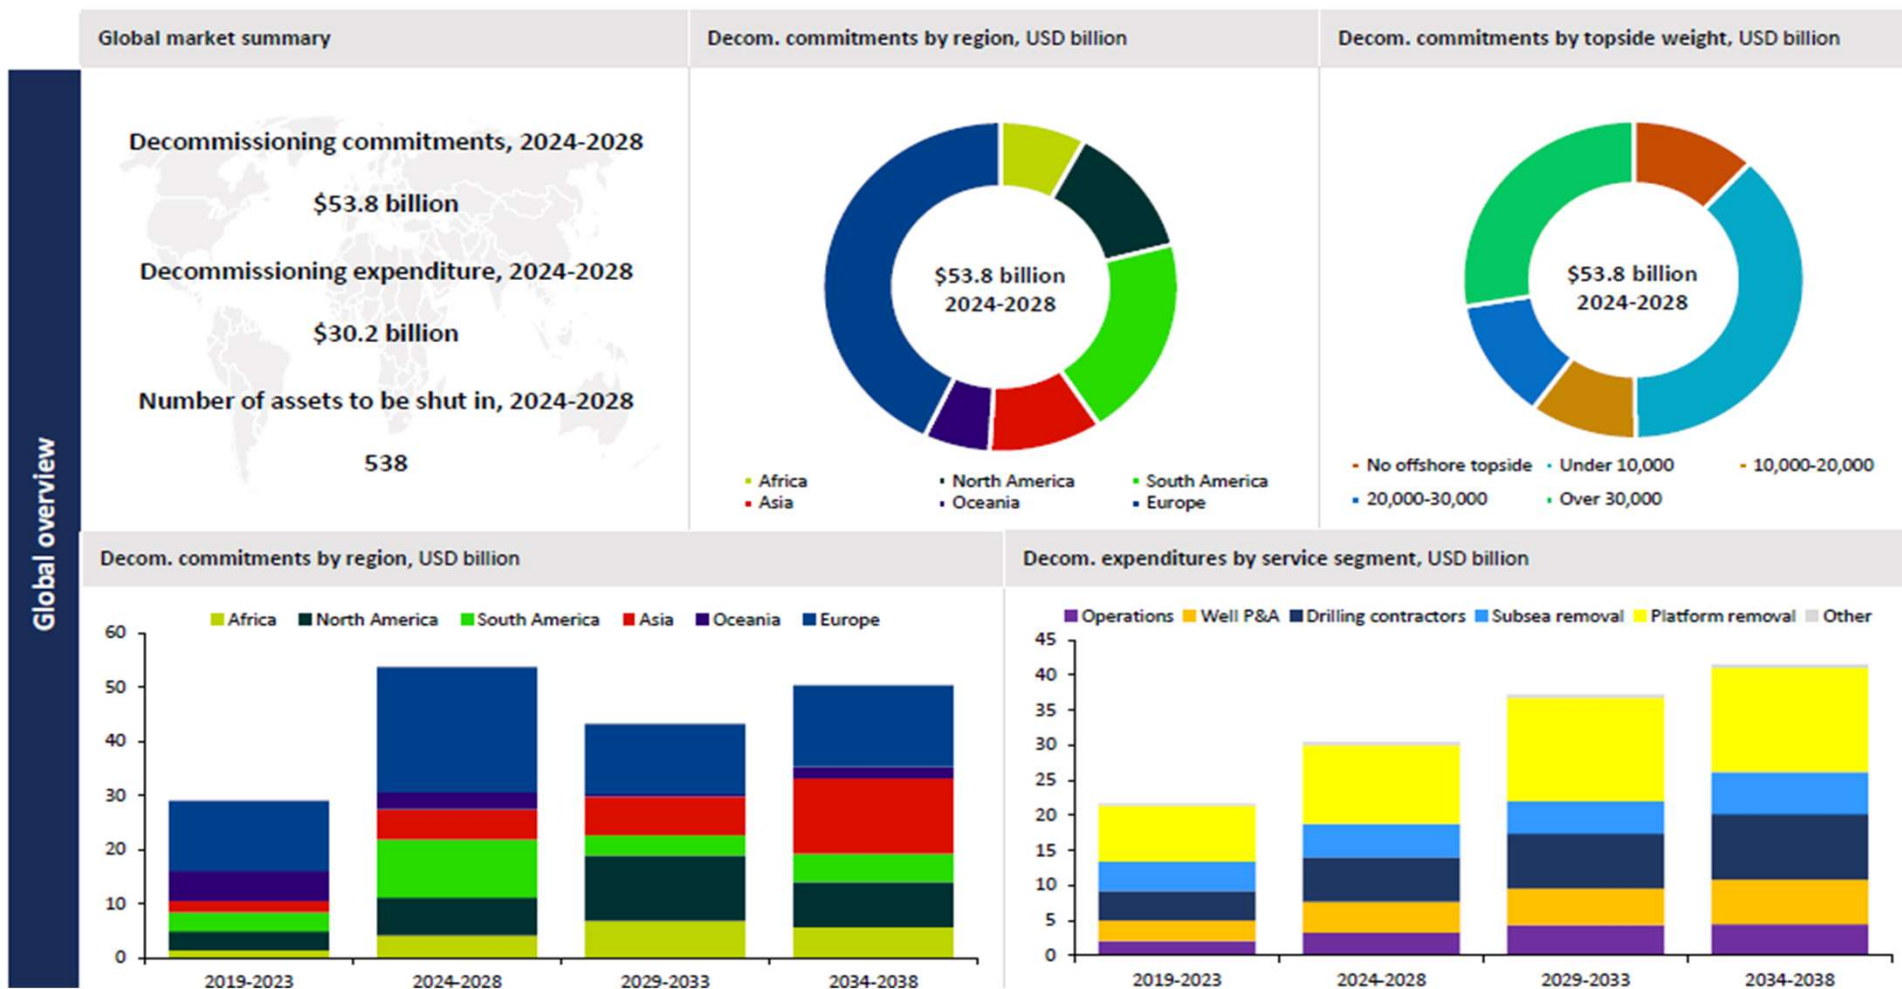 Global overview
Global market summary
Decommissioning commitments, 2024-2028
$53.8 billion
Decommissioning expenditure, 2024-2028
$30.2 billion
Number of assets to be shut in, 2024-2028
538
Decom. commitments by region, USD billion
$53.8 billion
2024-2028
Africa North America South America
Asia Oceania Europe
Decom. commitments by topside weight, USD billion
$53.8 billion
2024-2028
No offshore topside Under 10,000 10,000-20,000
20,000-30,000 Over 30,000
Decom. commitments by region, USD billion
Africa North America South America Asia Oceania Europe
60
50
40
30
20
10
0
2019-2023 2024-2028 2029-2033 2034-2038
Decom. expenditures by service segment, USD billion
Operations Well P&A Drilling contractors Subsea removal Platform removal Other
45
40
35
30
25
20
15
10
5
0
2019-2023 2024-2028 2029-2033 2034-2038